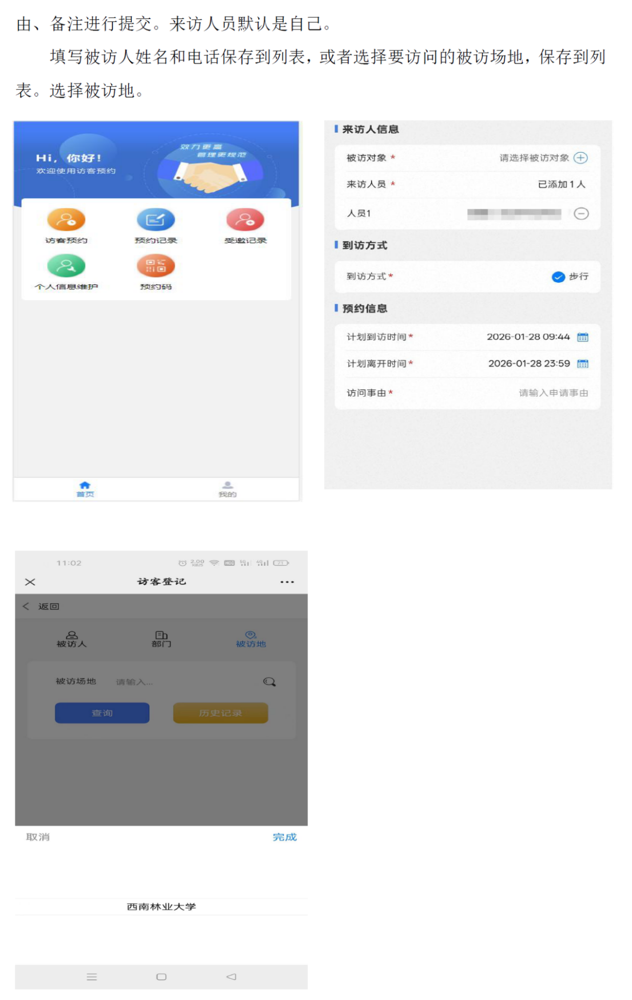 由、备注进行提交。来访人员默认是自己。
填写被访人姓名和电话保存到列表，或者选择要访问的被访场地，保存到列
表。选择被访地。
效力更高
管理更规范
Hi，你好！
欢迎使用访客预约
访客预约
预约记录
受邀记录
个人信息维护
预约码
首页
我的
来访人信息
被访对象 *
请选择被访对象
来访人员 *
已添加1人
人员1
到访方式
到访方式*
步行
预约信息
计划到访时间*
2026-01-28 09:44
计划离开时间*
2026-01-28 23:59
访问事由*
请输入申请事由
11:02
2.00 KB/S
HD
5G
4G
21
访客登记
返回
被访人
部门
被访地
被访场地
请输入...
查询
历史记录
取消
完成
西南林业大学